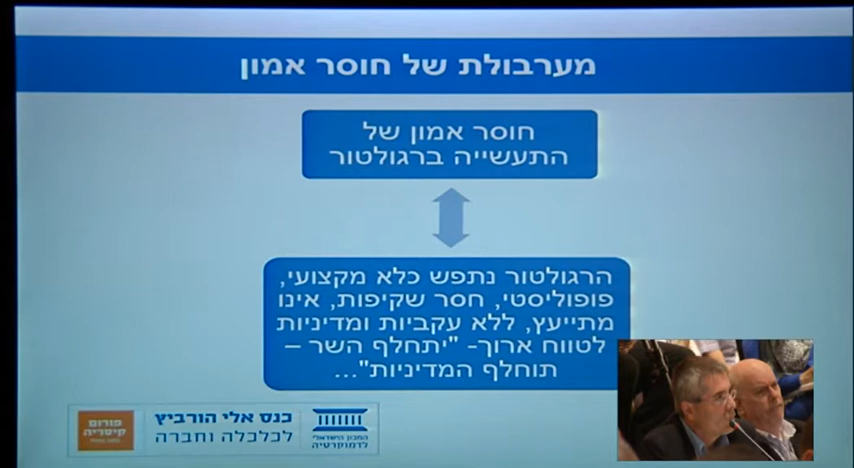 מערבולת של חוסר אמון
חוסר אמון של
התעשייה ברגולטור
הרגולטור נתפש כלא מקצועי,
פופוליסטי, חסר שקיפות, אינו
מתייעץ, ללא עקביות ומדיניות
לטווח ארוך- "יתחלף השר –
תוחלף המדיניות"...
המכון הישראלי
לדמוקרטיה
כנס אלי הורביץ
לכלכלה וחברה
פורום
קיסריה